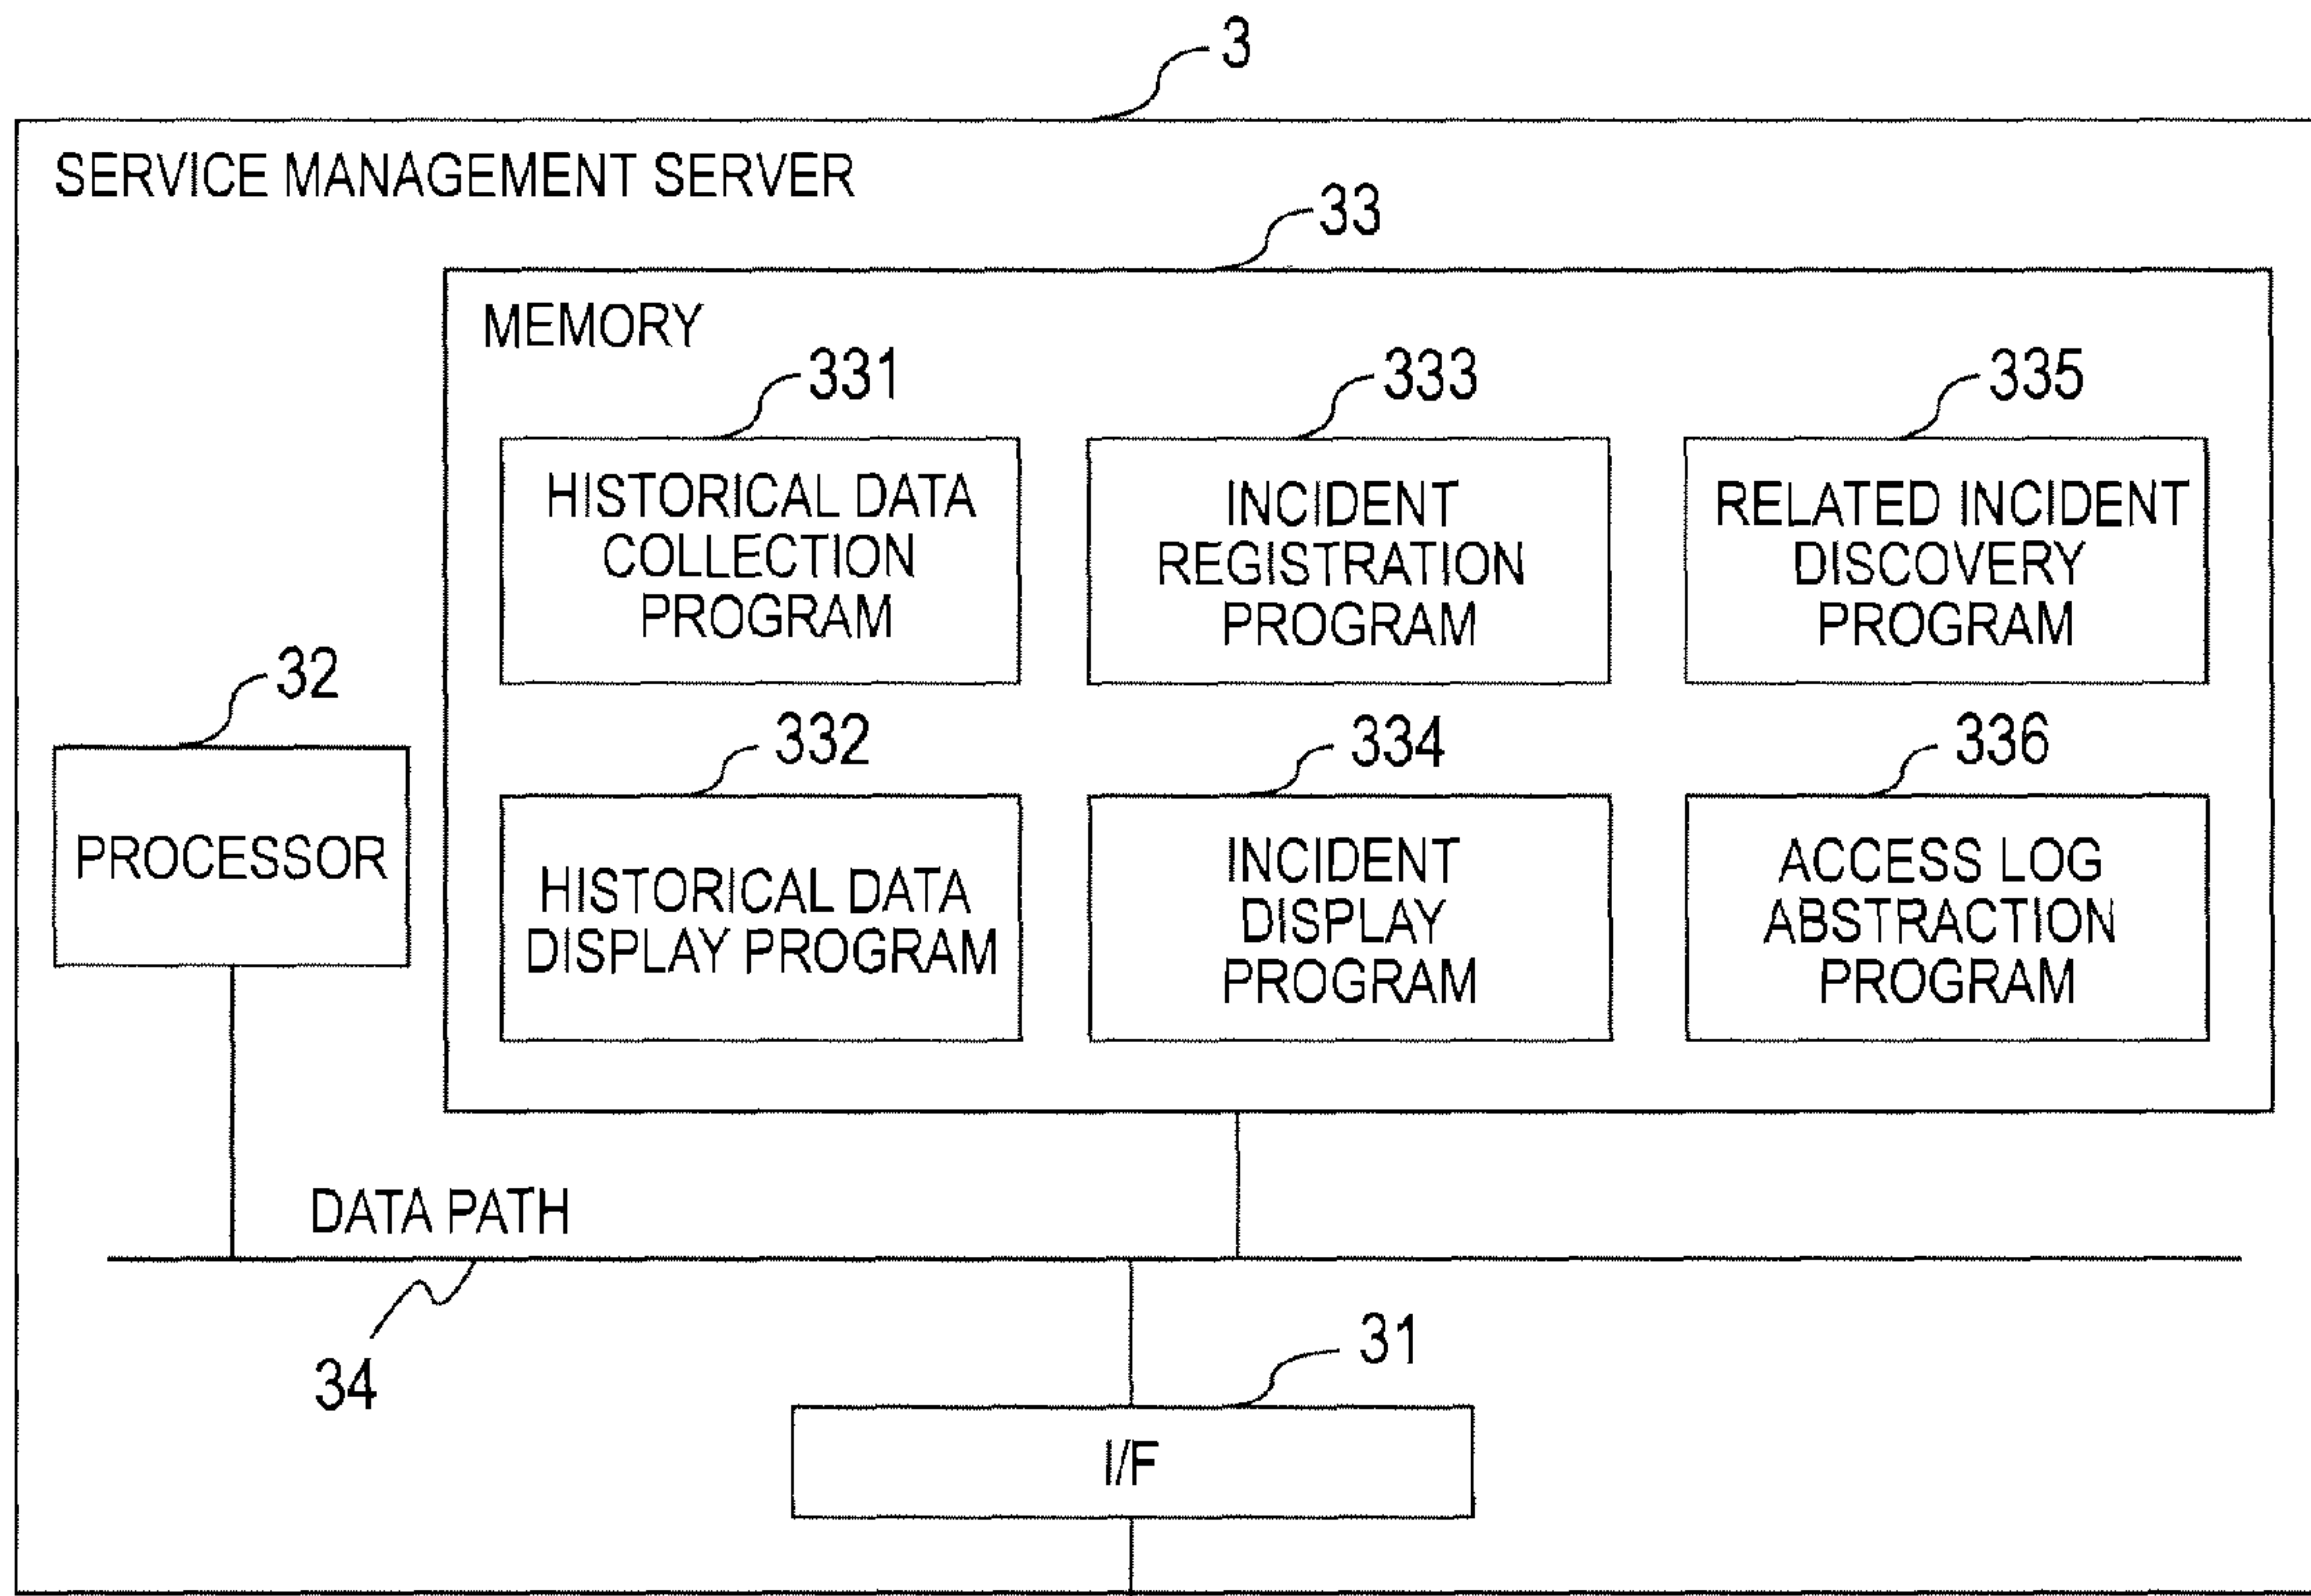 3
SERVICE MANAGEMENT SERVER
33
MEMORY
331
333
335
HISTORICAL DATA
COLLECTION
PROGRAM
INCIDENT
REGISTRATION
PROGRAM
RELATED INCIDENT
DISCOVERY
PROGRAM
32
PROCESSOR
332
334
336
HISTORICAL DATA
DISPLAY PROGRAM
INCIDENT
DISPLAY
PROGRAM
ACCESS LOG
ABSTRACTION
PROGRAM
DATA PATH
34
31
I/F